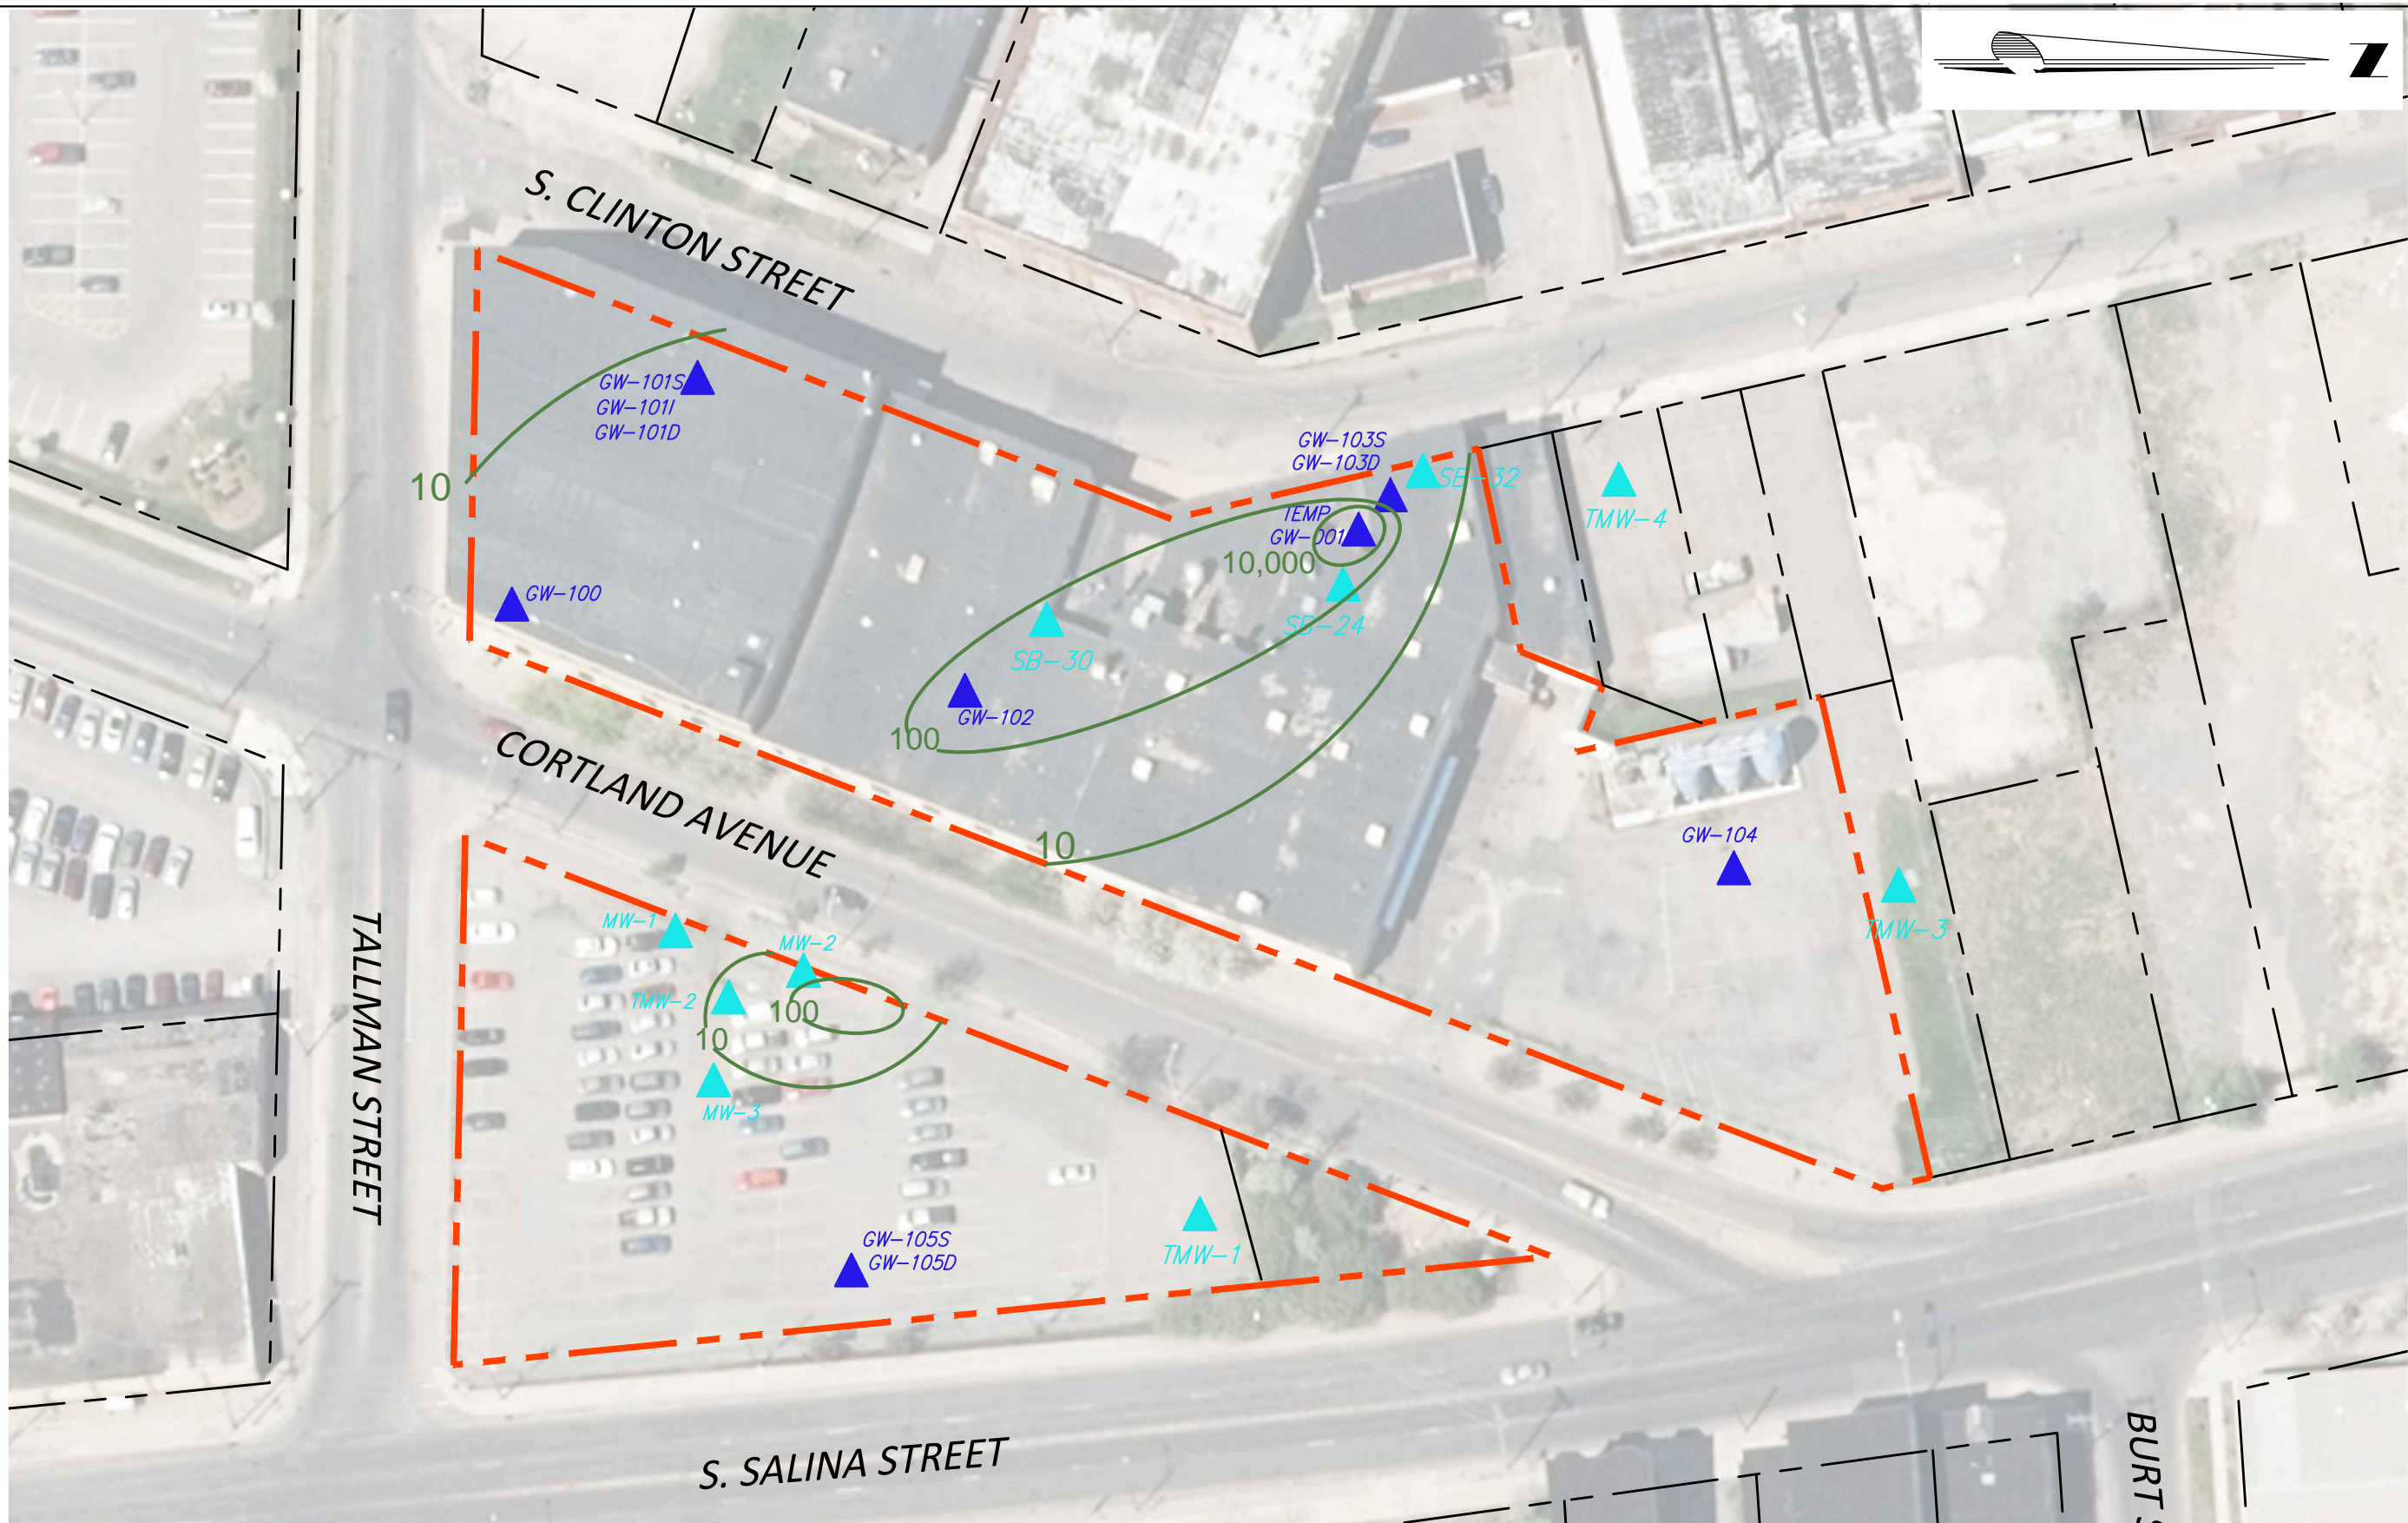 Z
S. CLINTON STREET
GW-101S
GW-101I
GW-101D
10
GW-103S
GW-103D
SB-32
TEMP
GW-001
10,000
TMW-4
GW-100
SB-24
SB-30
GW-102
100
CORTLAND AVENUE
10
GW-104
TMW-3
MW-1
MW-2
TMW-2
100
10
MW-3
TALLMAN STREET
GW-105S
GW-105D
TMW-1
S. SALINA STREET
BURT S